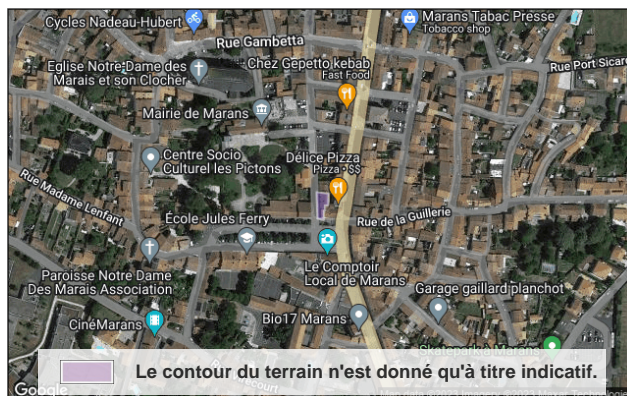 Cycles Nadeau-Hubert
Marans Tabac Presse
Tobacco shop
Rue Gambetta
Rue Port Sicard
Eglise Notre-Dame des
Marais et son Clocher
Chez Gepetto kebab
Fast Food
Mairie de Marans
Centre Socio
Culturel les Pictons
Délice Pizza
Pizza • $$
Rue Madame Lenfant
École Jules Ferry
Rue de la Guillerie
Paroisse Notre Dame
Des Marais Association
Le Comptoir
Local de Marans
Garage gaillard planchot
CinéMarans
Bio17 Marans
Skatepark à Marans
Le contour du terrain n'est donné qu'à titre indicatif.
Google